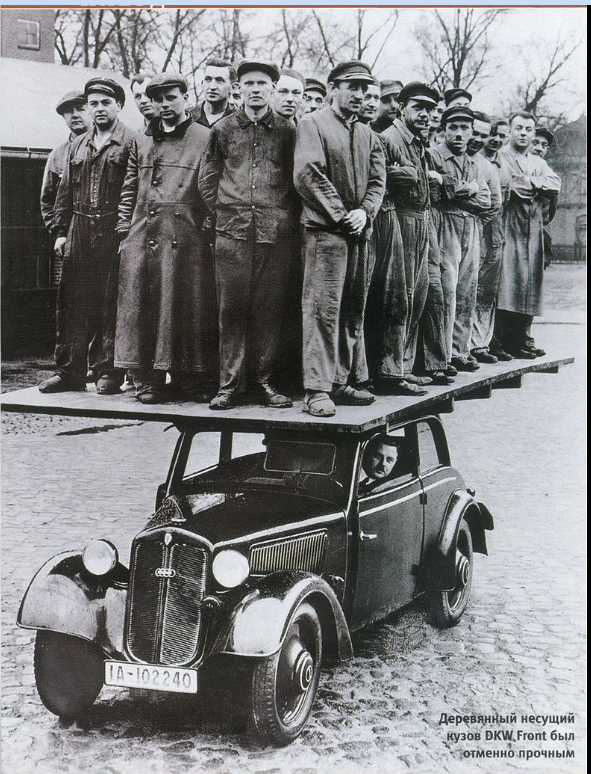 IA-102240
Деревянный несущий
кузов DKW Front был
отменно прочным